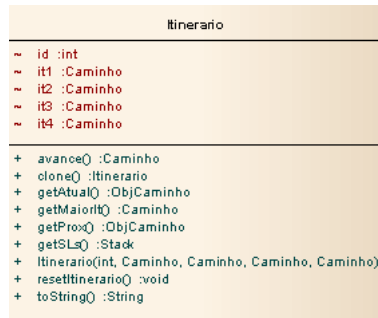 Itinerario
~ id :int
~ it1 :Caminho
~ it2 :Caminho
~ it3 :Caminho
~ it4 :Caminho
+ avance() :Caminho
+ clone() :Itinerario
+ getAtual() :ObjCaminho
+ getMaiorIt() :Caminho
+ getProx() :ObjCaminho
+ getSLs() :Stack
+ Itinerario(int, Caminho, Caminho, Caminho, Caminho)
+ resetItinerario() :void
+ toString() :String